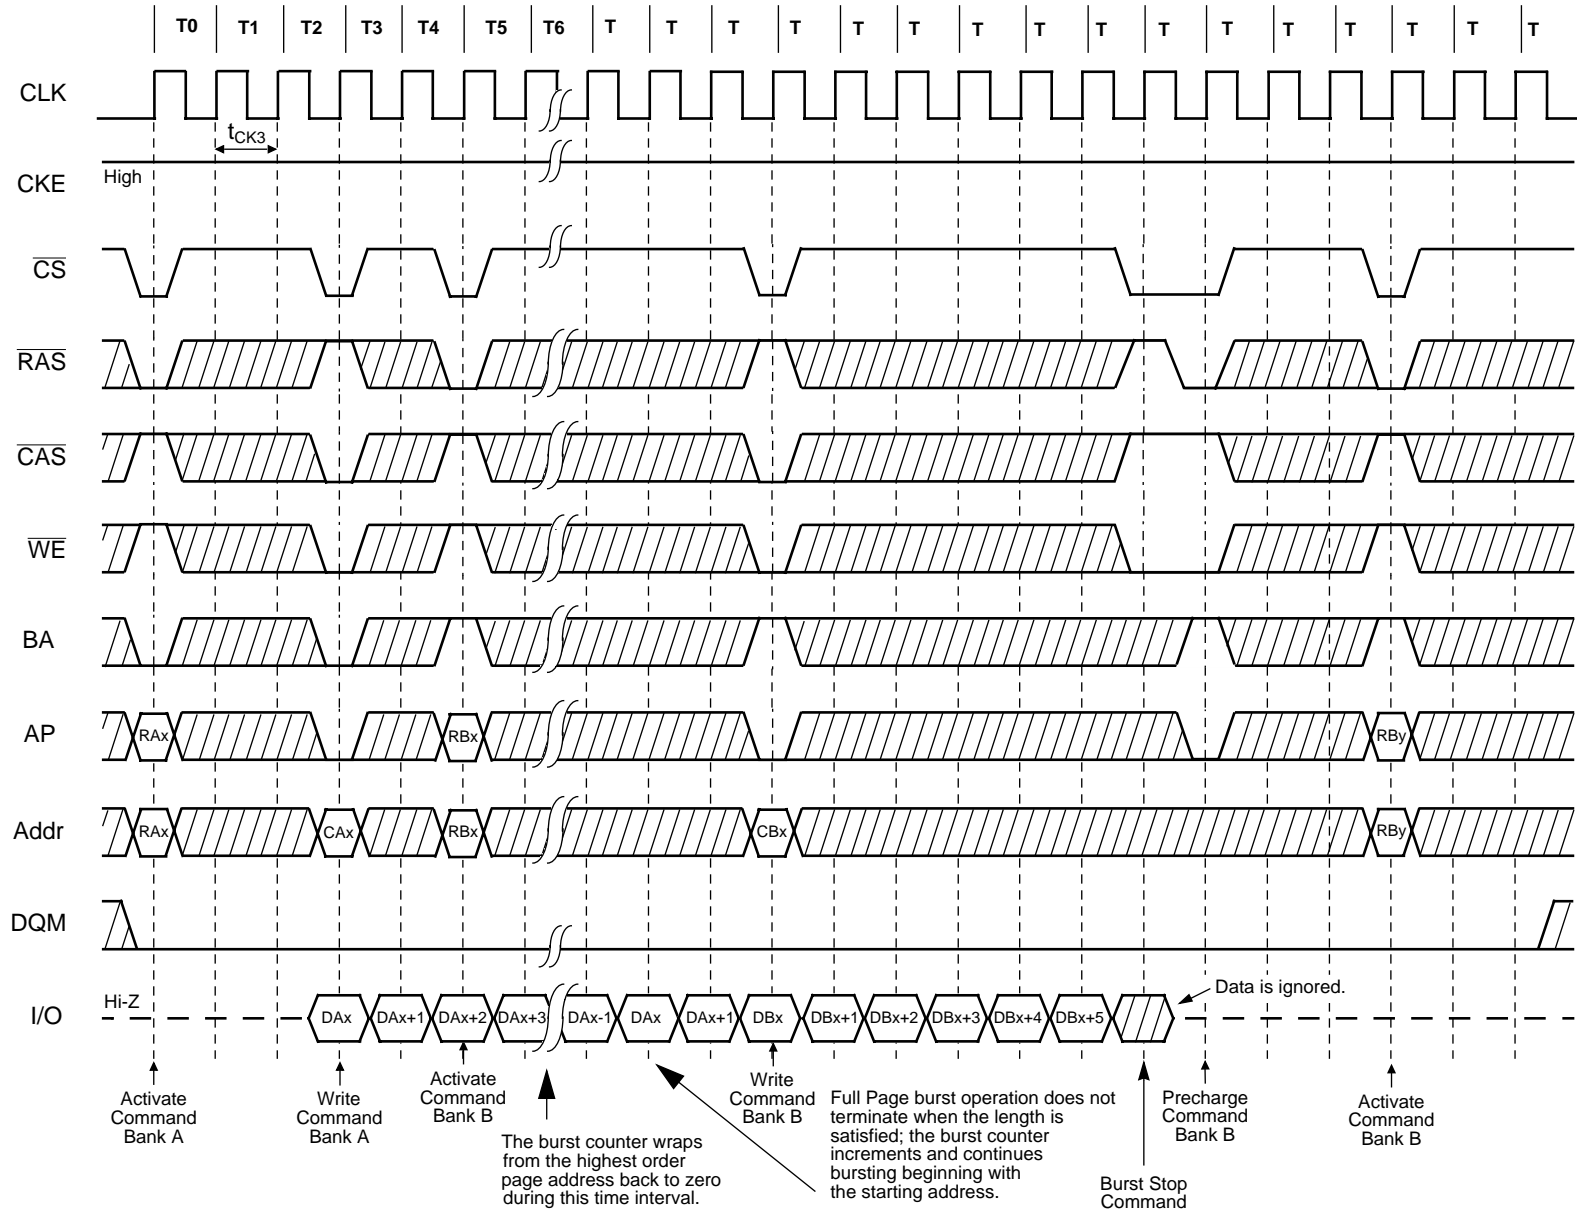 T0 T1 T2 T3 T4 T5 T6 T T T T T T T T T T T T T T T T
CLK
tCK3
CKE
High
CS
RAS
CAS
WE
BA
AP
RAx RBx RBy
Addr
RAx CAx RBx CBx RBy
DQM
I/O
Hi-Z
DAx DAx+1 DAx+2 DAx+3 DAx-1 DAx DAx+1 DBx DBx+1 DBx+2 DBx+3 DBx+4 DBx+5
Data is ignored.
Activate
Command
Bank A
Write
Command
Bank A
Activate
Command
Bank B
The burst counter wraps
from the highest order
page address back to zero
during this time interval.
Write
Command
Bank B
Full Page burst operation does not
terminate when the length is
satisfied; the burst counter
increments and continues
bursting beginning with
the starting address.
Burst Stop
Command
Precharge
Command
Bank B
Activate
Command
Bank B